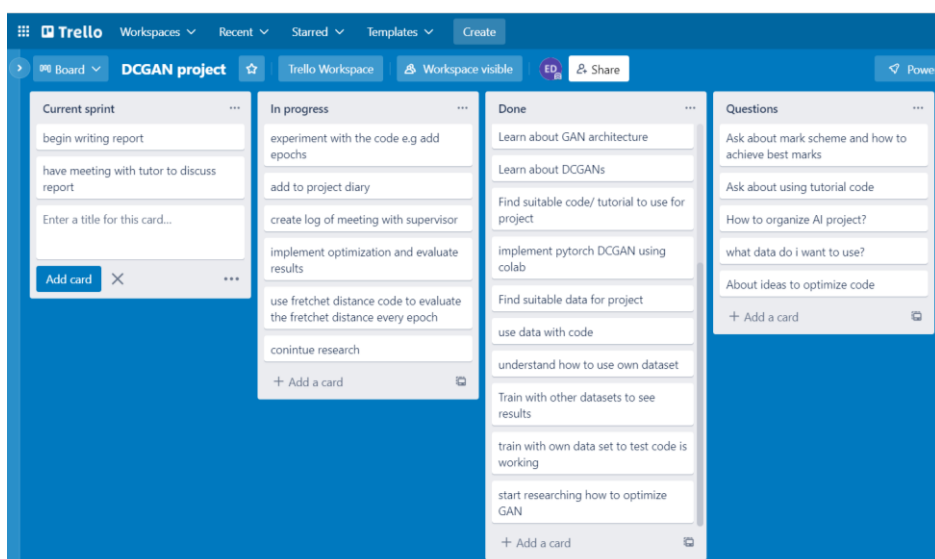 Trello Workspaces Recent Starred Templates Create
Board DCGAN project Trello Workspace Workspace visible ED Share Powe
Current sprint
begin writing report
have meeting with tutor to discuss
report
Enter a title for this card...
Add card
In progress
experiment with the code e.g add
epochs
add to project diary
create log of meeting with supervisor
implement optimization and evaluate
results
use fretchet distance code to evaluate
the fretchet distance every epoch
conintue research
+ Add a card
Done
Learn about GAN architecture
Learn about DCGANs
Find suitable code/ tutorial to use for
project
implement pytorch DCGAN using
colab
Find suitable data for project
use data with code
understand how to use own dataset
Train with other datasets to see
results
train with own data set to test code is
working
start researching how to optimize
GAN
+ Add a card
Questions
Ask about mark scheme and how to
achieve best marks
Ask about using tutorial code
How to organize AI project?
what data do i want to use?
About ideas to optimize code
+ Add a card